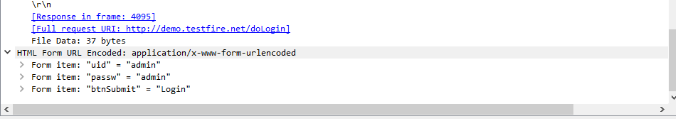 \r\n
[Response in frame: 4095]
[Full request URI: http://demo.testfire.net/doLogin]
File Data: 37 bytes
HTML Form URL Encoded: application/x-www-form-urlencoded
Form item: "uid" = "admin"
Form item: "passw" = "admin"
Form item: "btnSubmit" = "Login"